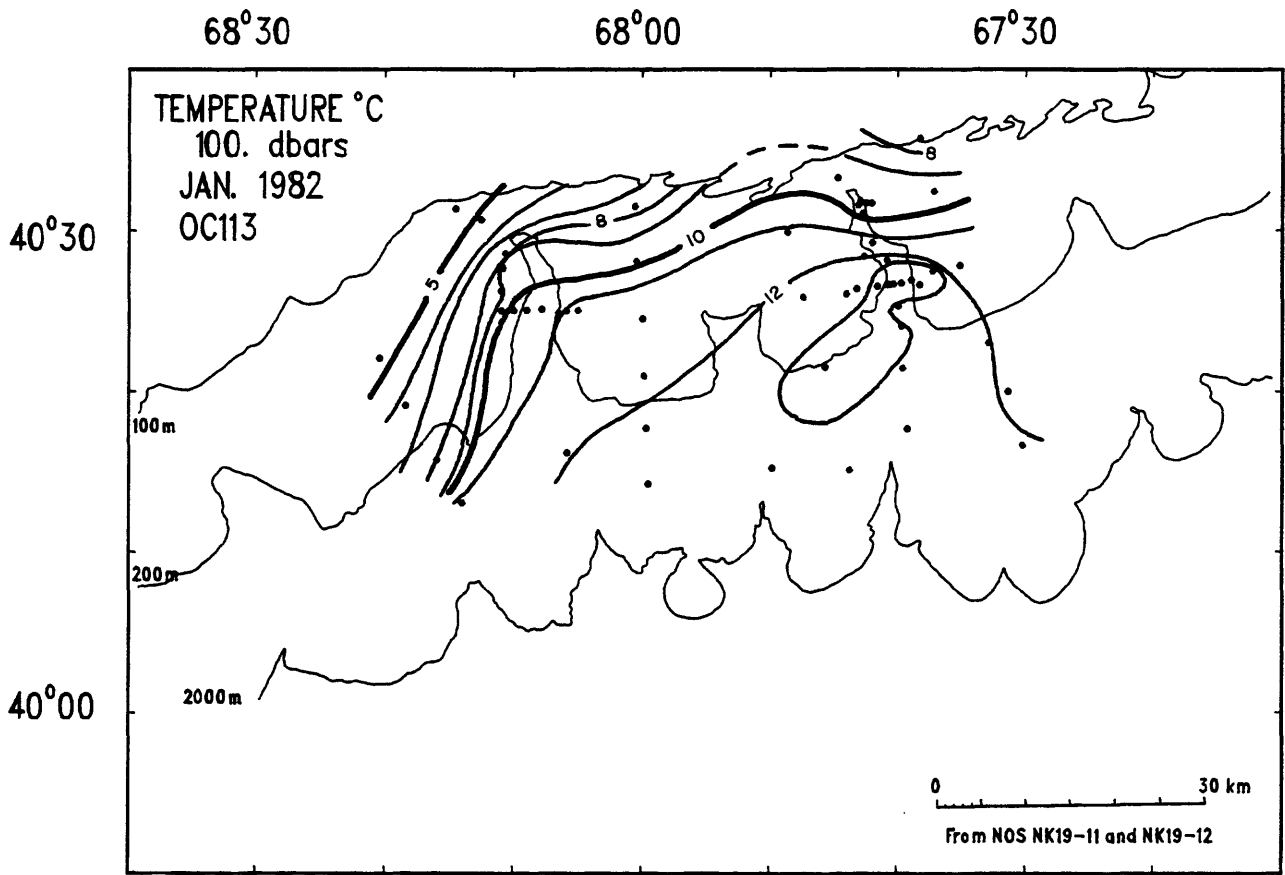 68°30 68°00 67°30
TEMPERATURE °C
100. dbars
JAN. 1982
OC113
40°30
40°00
5
8
10
12
8
100m
200m
2000m
0 30 km
From NOS NK19-11 and NK19-12